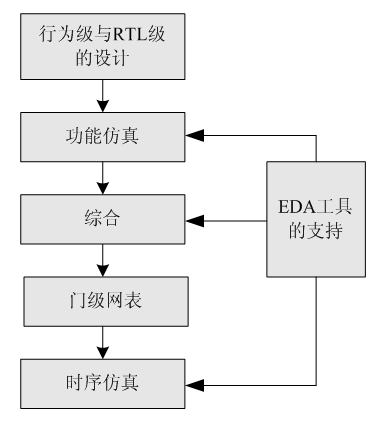 行为级与RTL级
的设计
功能仿真
综合
EDA工具
的支持
门级网表
时序仿真